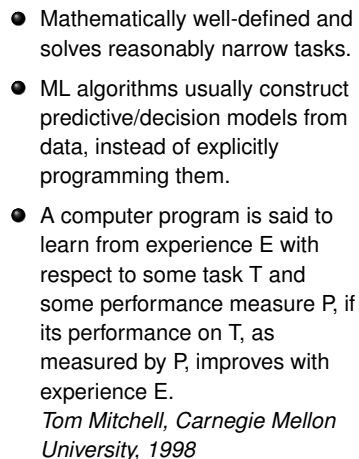 Mathematically well-defined and
solves reasonably narrow tasks.
ML algorithms usually construct
predictive/decision models from
data, instead of explicitly
programming them.
A computer program is said to
learn from experience E with
respect to some task T and
some performance measure P, if
its performance on T, as
measured by P, improves with
experience E.
Tom Mitchell, Carnegie Mellon
University, 1998